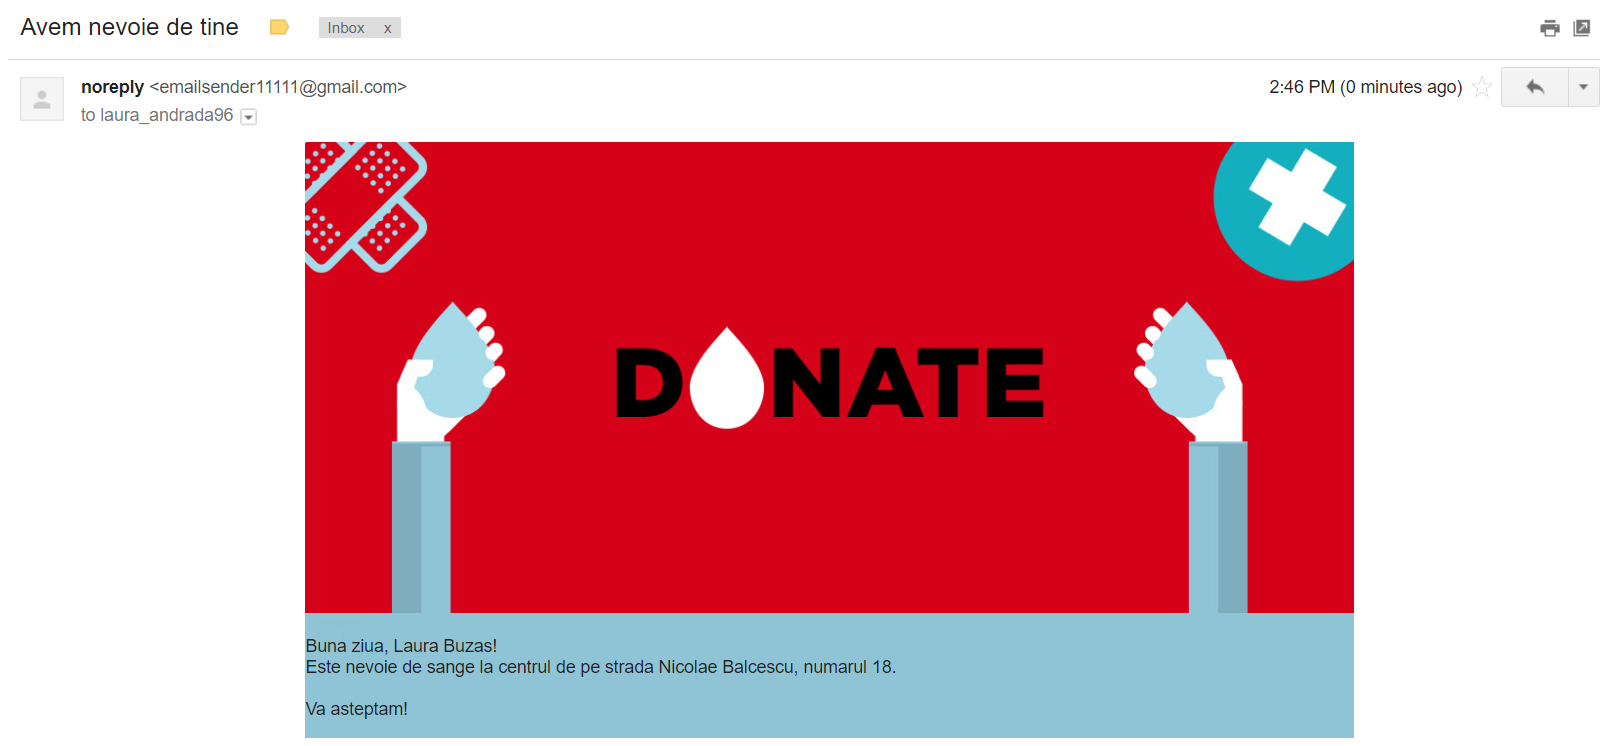 Avem nevoie de tine
Inbox x
noreply <emailsender11111@gmail.com>
2:46 PM (0 minutes ago)
to laura_andrada96
DONATE
Buna ziua, Laura Buzas!
Este nevoie de sange la centrul de pe strada Nicolae Balcescu, numarul 18.
Va asteptam!